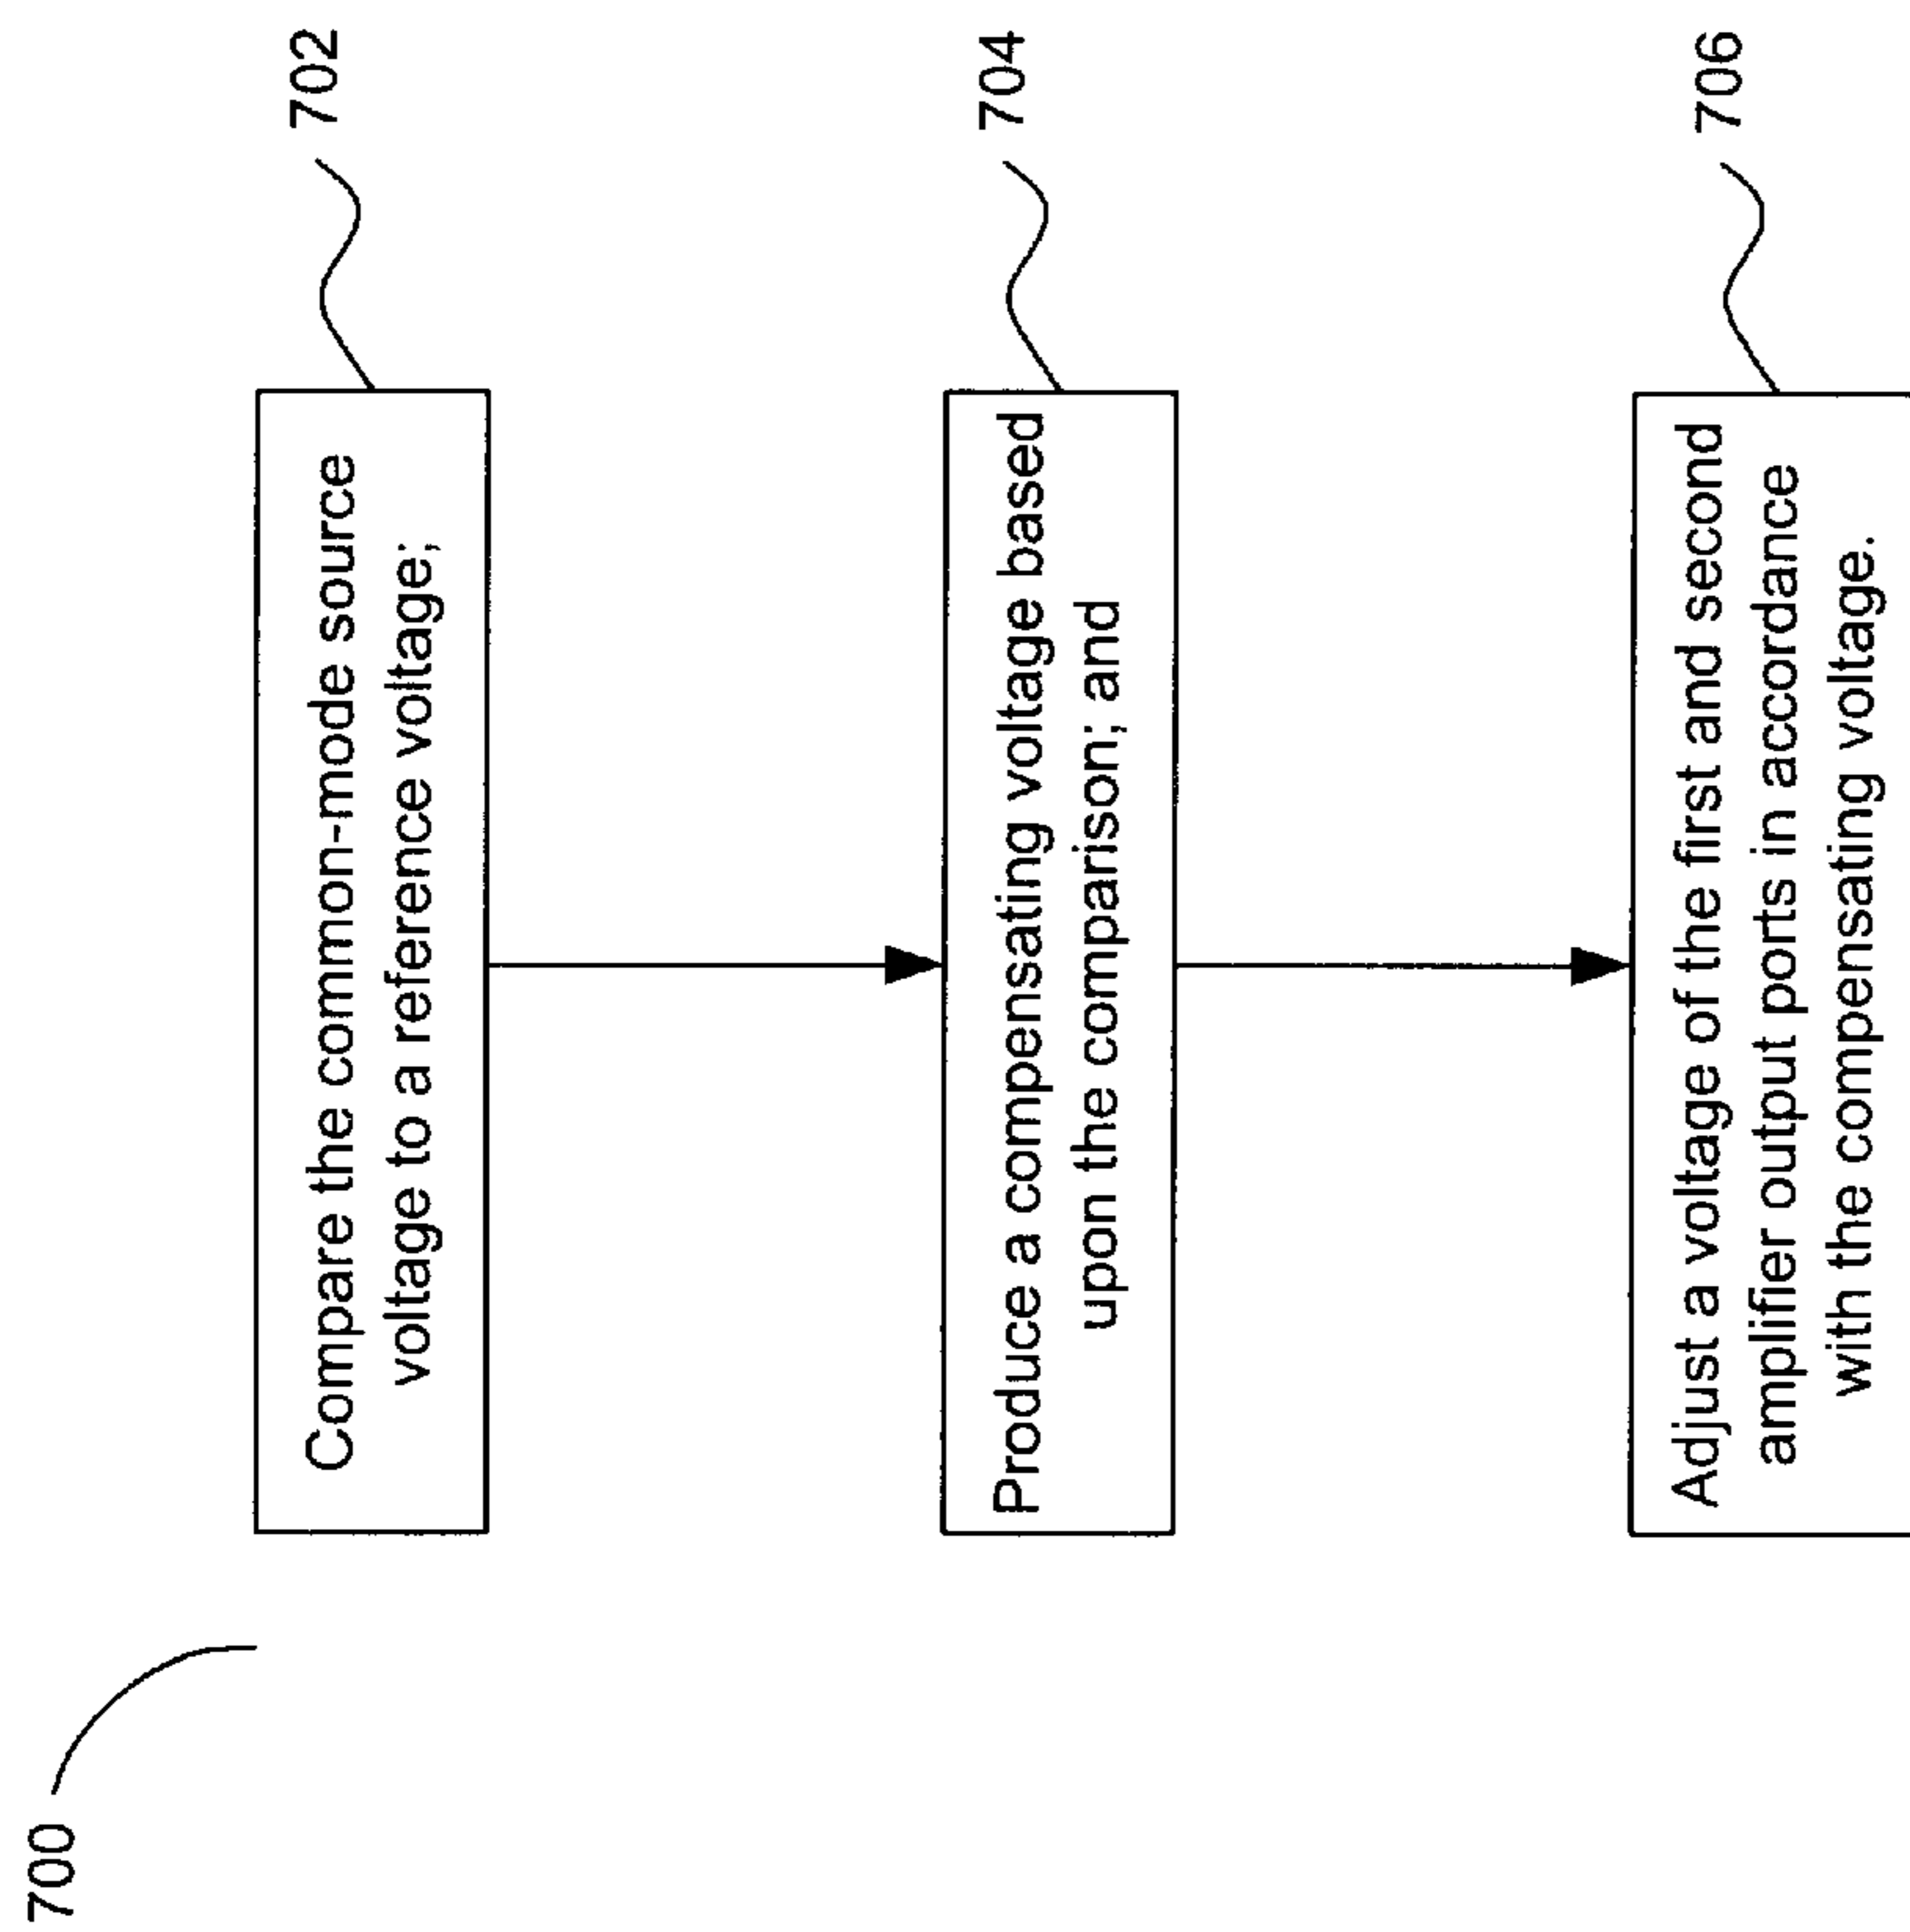 700
Compare the common-mode source
voltage to a reference voltage;
702
Produce a compensating voltage based
upon the comparison; and
704
Adjust a voltage of the first and second
amplifier output ports in accordance
with the compensating voltage.
706